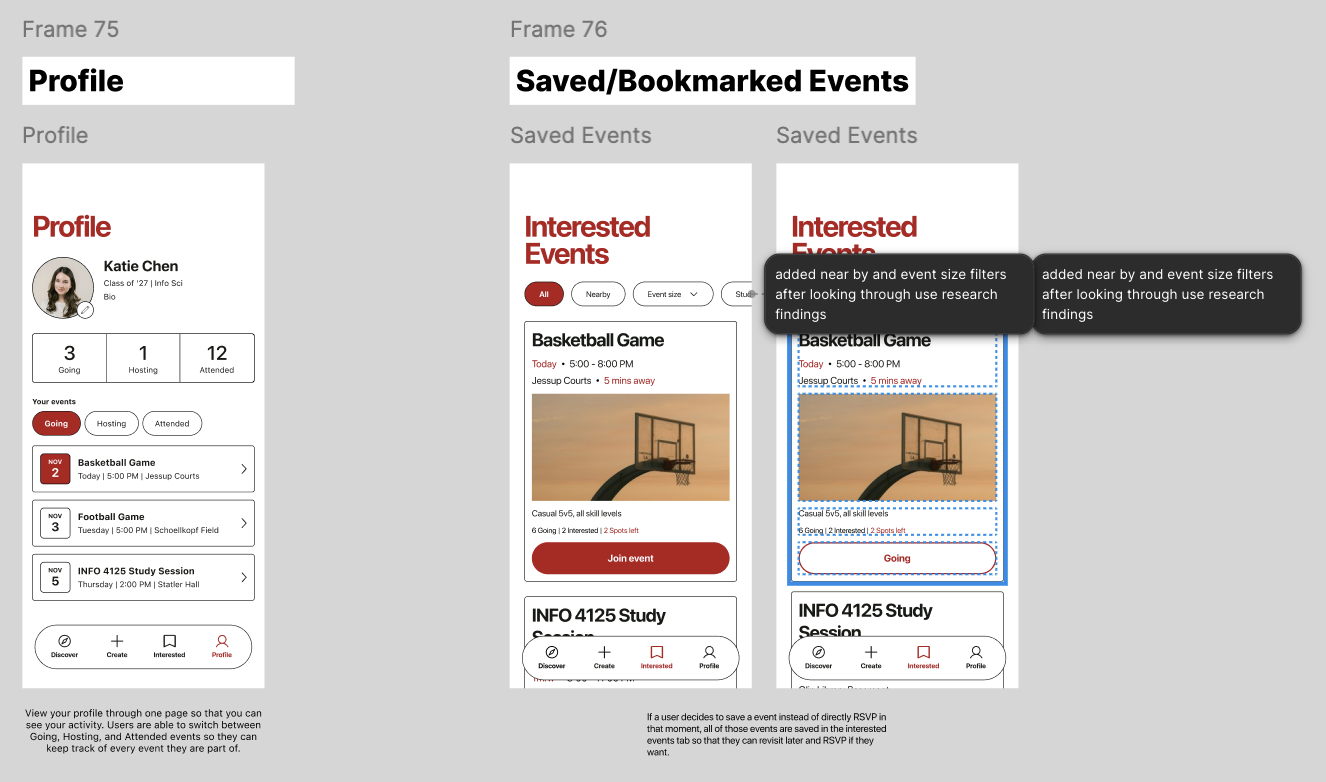 Frame 75
Profile
Profile
Profile
Katie Chen
Class of '27 | Info Sci
Bio
3
Going
1
Hosting
12
Attended
Your events
Going
Hosting
Attended
NOV
2
Basketball Game
Today | 5:00 PM | Jessup Courts
NOV
3
Football Game
Tuesday | 5:00 PM | Schoellkopf Field
NOV
5
INFO 4125 Study Session
Thursday | 2:00 PM | Statler Hall
Discover
Create
Interested
Profile
View your profile through one page so that you can
see your activity. Users are able to switch between
Going, Hosting, and Attended events so they can
keep track of every event they are part of.
Frame 76
Saved/Bookmarked Events
Saved Events
Interested
Events
All
Nearby
Event size
Basketball Game
Today • 5:00 - 8:00 PM
Jessup Courts • 5 mins away
Casual 5v5, all skill levels
6 Going | 2 Interested | 2 Spots left
Join event
INFO 4125 Study
Session
Discover
Create
Interested
Profile
Saved Events
Interested
Events
added near by and event size filters
after looking through use research
findings
added near by and event size filters
after looking through use research
findings
Basketball Game
Today • 5:00 - 8:00 PM
Jessup Courts • 5 mins away
Casual 5v5, all skill levels
6 Going | 2 Interested | 2 Spots left
Going
INFO 4125 Study
Session
Discover
Create
Interested
Profile
If a user decides to save a event instead of directly RSVP in
that moment, all of those events are saved in the interested
events tab so that they can revisit later and RSVP if they
want.